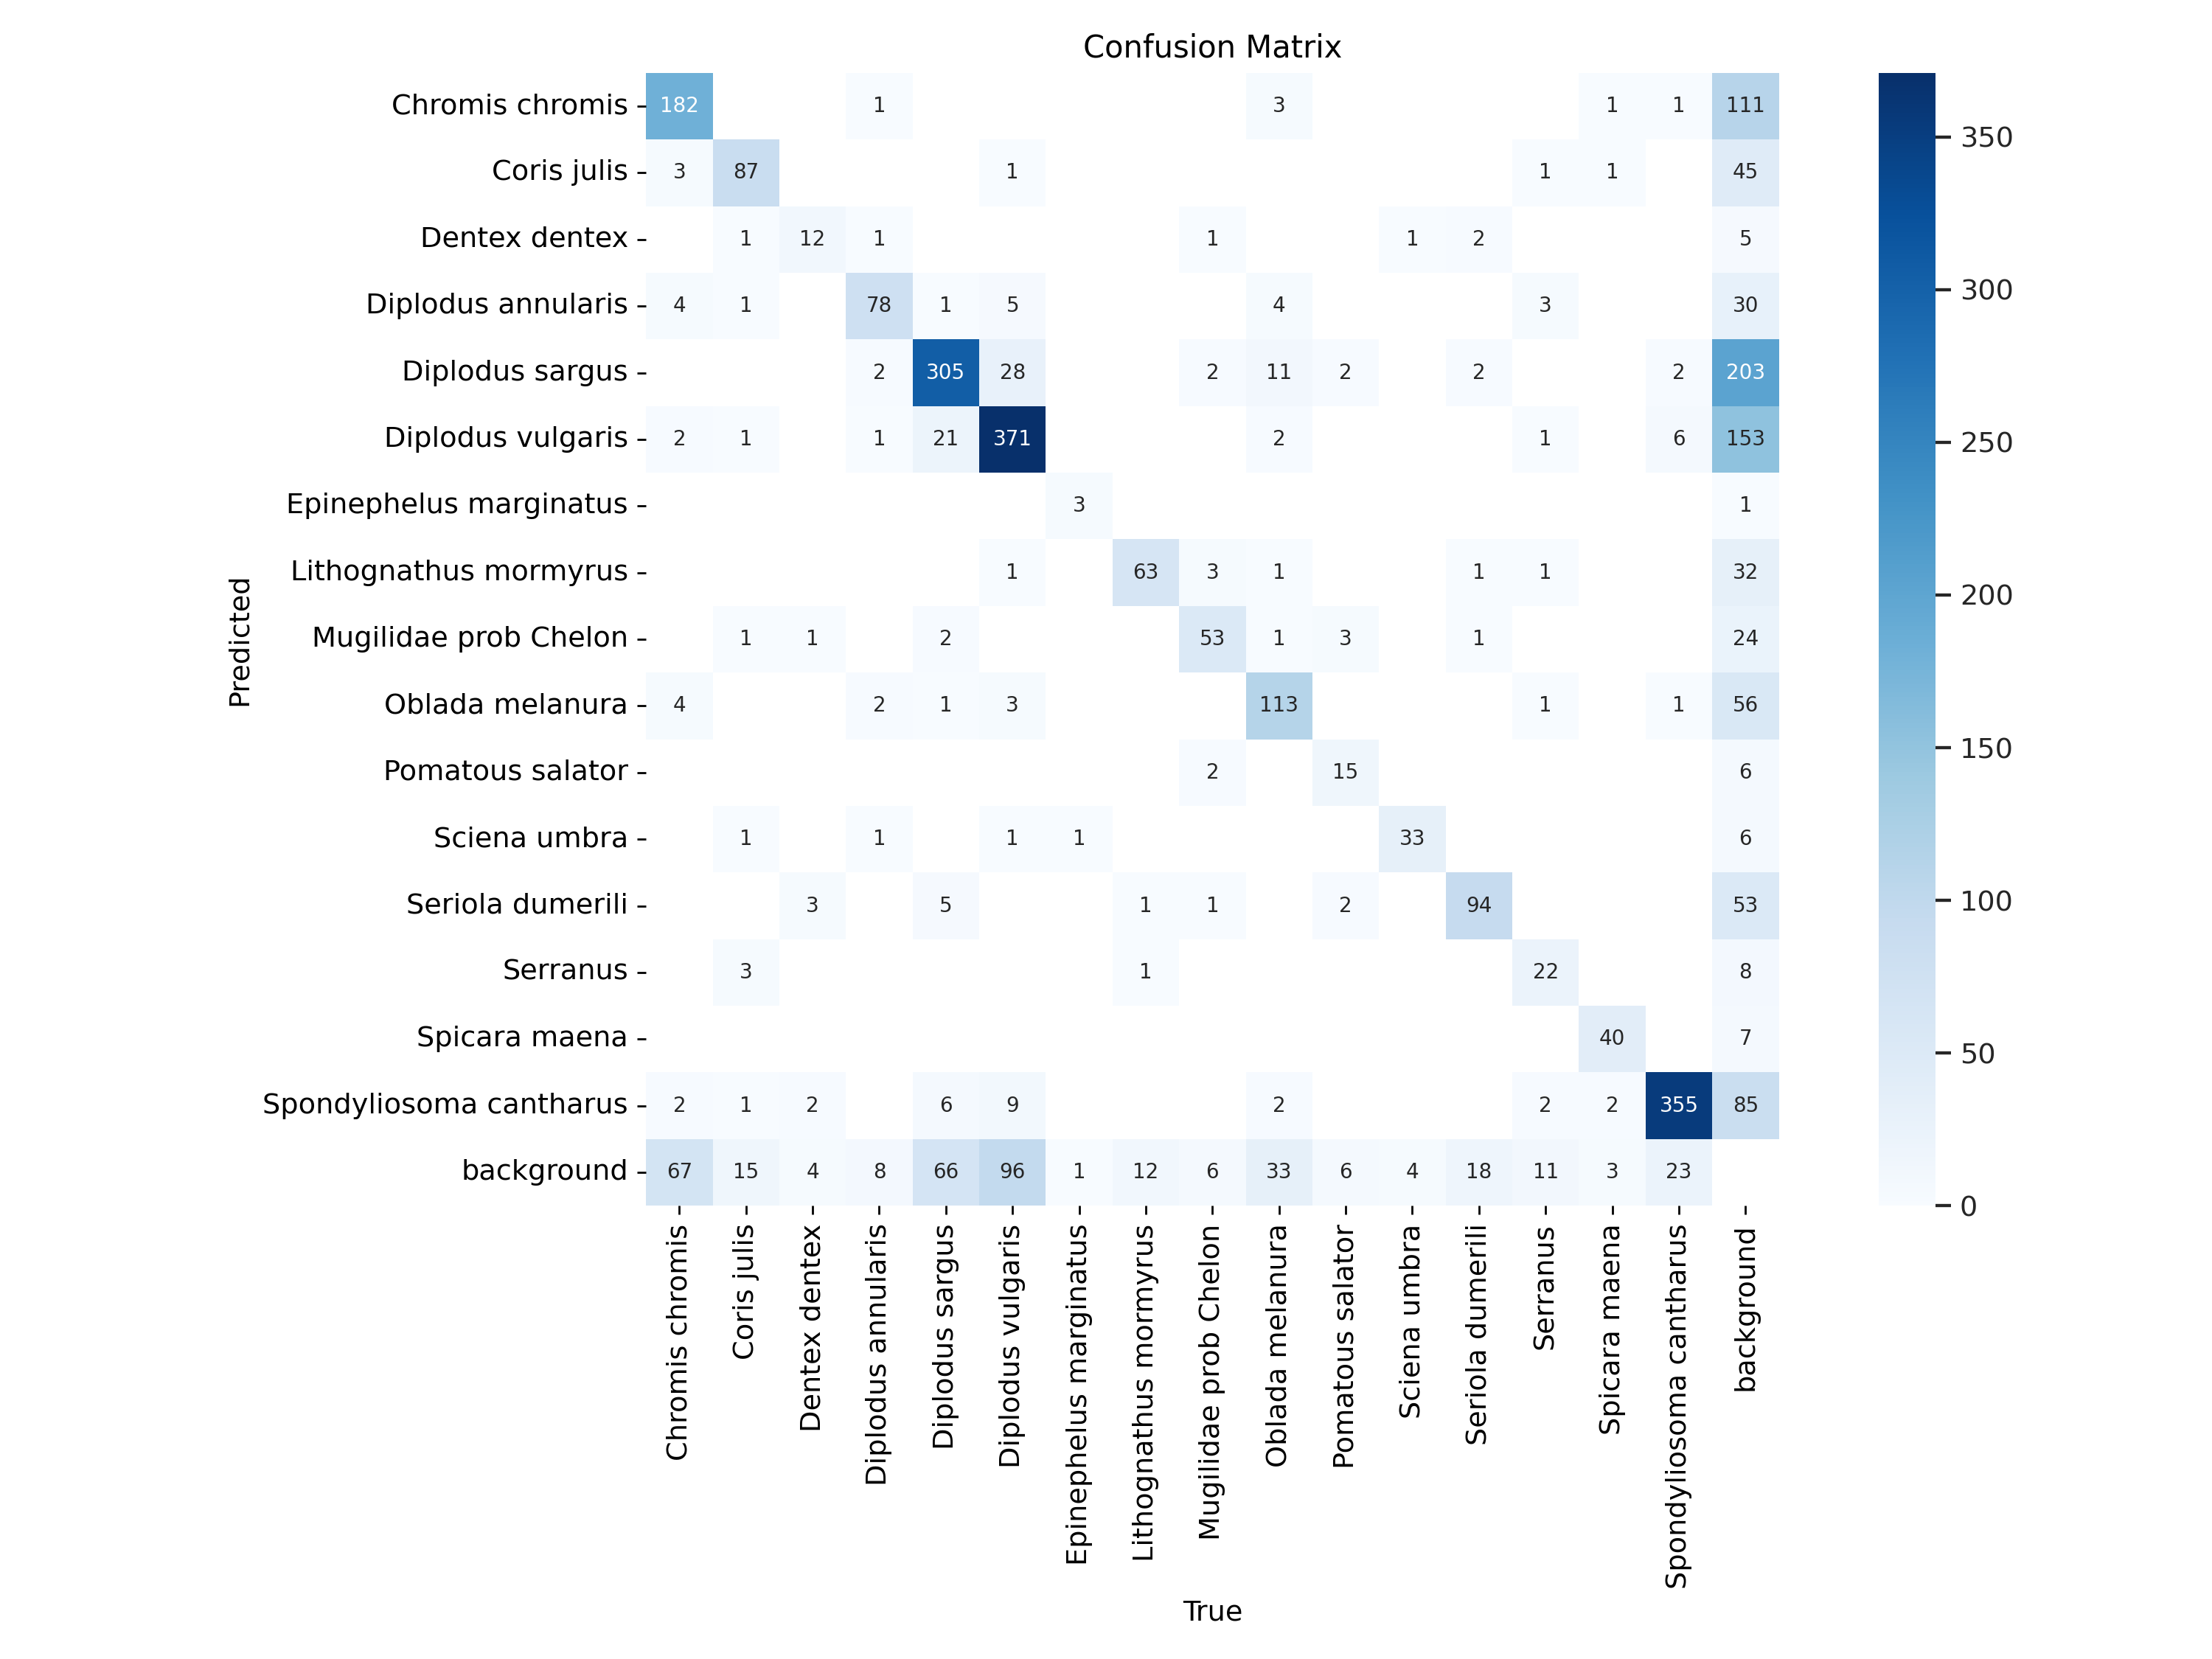 Confusion Matrix
Chromis chromis 182 1 3 1 1 111
Coris julis 3 87 1 1 1 45
Dentex dentex 1 12 1 1 1 2 5
Diplodus annularis 4 1 78 1 5 4 3 30
Diplodus sargus 2 305 28 2 11 2 2 2 203
Diplodus vulgaris 2 1 1 21 371 2 1 6 153
Epinephelus marginatus 3 1
Lithognathus mormyrus 1 63 3 1 1 1 32
Mugilidae prob Chelon 1 1 2 53 1 3 1 24
Oblada melanura 4 2 1 3 113 1 1 56
Pomatous salator 2 15 6
Sciena umbra 1 1 1 1 33 6
Seriola dumerili 3 5 1 1 2 94 53
Serranus 3 1 22 8
Spicara maena 40 7
Spondyliosoma cantharus 2 1 2 6 9 2 2 2 355 85
background 67 15 4 8 66 96 1 12 6 33 6 4 18 11 3 23
Predicted
Chromis chromis
Coris julis
Dentex dentex
Diplodus annularis
Diplodus sargus
Diplodus vulgaris
Epinephelus marginatus
Lithognathus mormyrus
Mugilidae prob Chelon
Oblada melanura
Pomatous salator
Sciena umbra
Seriola dumerili
Serranus
Spicara maena
Spondyliosoma cantharus
background
True
350
300
250
200
150
100
50
0